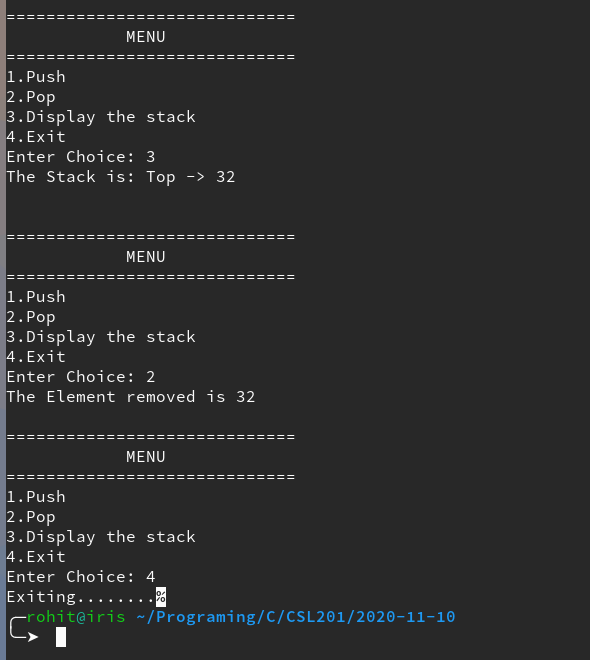 =============================
MENU
=============================
1.Push
2.Pop
3.Display the stack
4.Exit
Enter Choice: 3
The Stack is: Top -> 32
=============================
MENU
=============================
1.Push
2.Pop
3.Display the stack
4.Exit
Enter Choice: 2
The Element removed is 32
=============================
MENU
=============================
1.Push
2.Pop
3.Display the stack
4.Exit
Enter Choice: 4
Exiting........%
rohit@iris ~/Programing/C/CSL201/2020-11-10